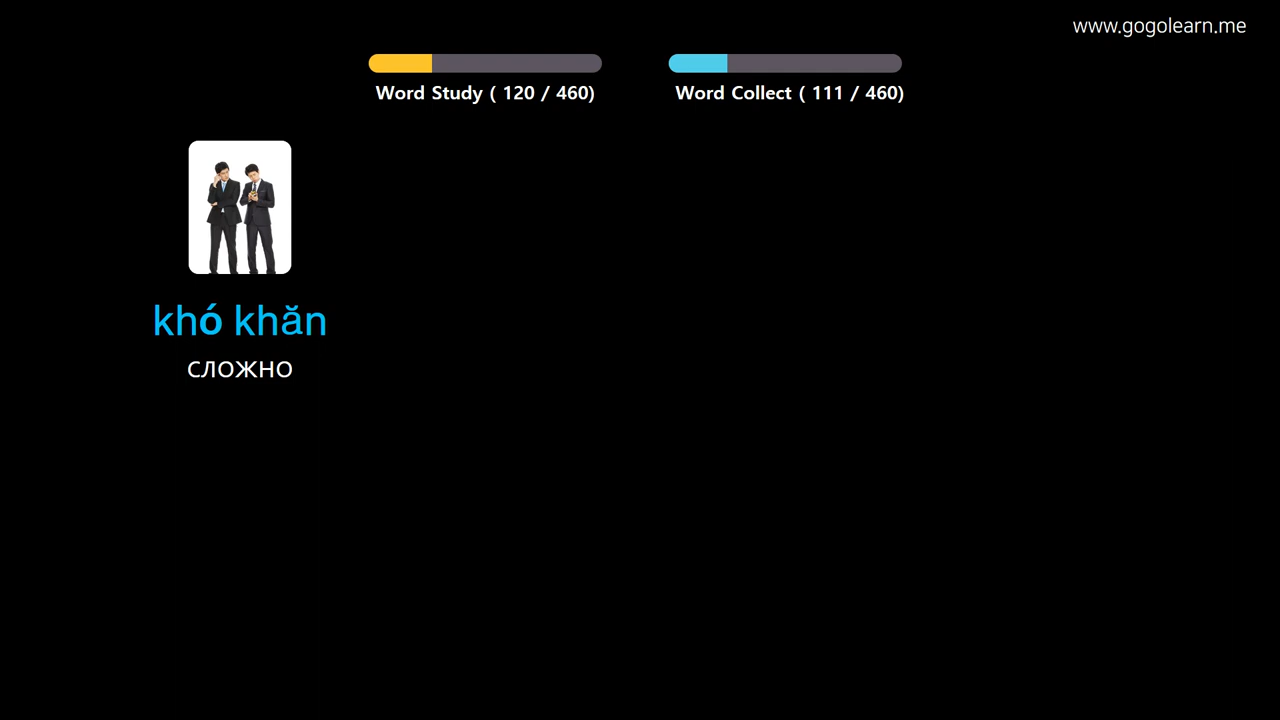 www.gogolearn.me
Word Study ( 120 / 460)
Word Collect ( 111 / 460)
khó khăn
сложно